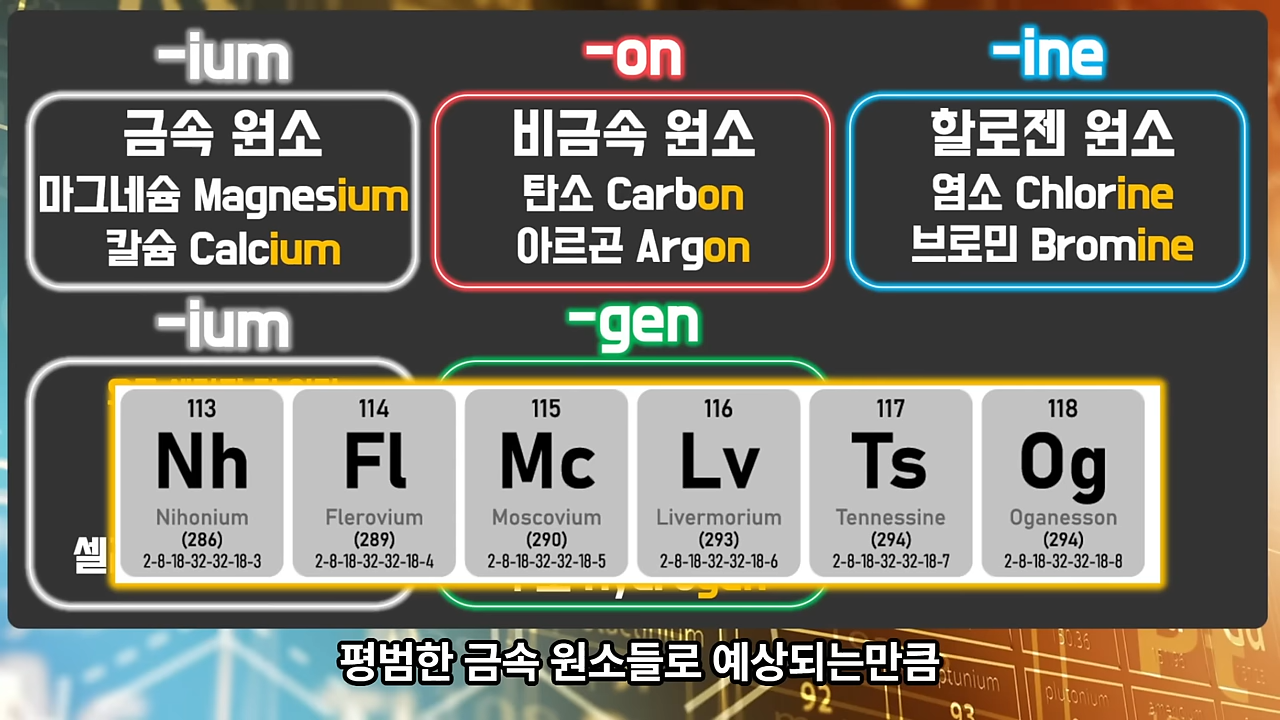 -ium
-on
-ine
금속 원소
마그네슘 Magnesium
칼슘 Calcium
비금속 원소
탄소 Carbon
아르곤 Argon
할로젠 원소
염소 Chlorine
브로민 Bromine
-ium
-gen
셀
113
Nh
Nihonium
(286)
2-8-18-32-32-18-3
114
Fl
Flerovium
(289)
2-8-18-32-32-18-4
115
Mc
Moscovium
(290)
2-8-18-32-32-18-5
116
Lv
Livermorium
(293)
2-8-18-32-32-18-6
117
Ts
Tennessine
(294)
2-8-18-32-32-18-7
118
Og
Oganesson
(294)
2-8-18-32-32-18-8
평범한 금속 원소들로 예상되는만큼
92
93
plutonium